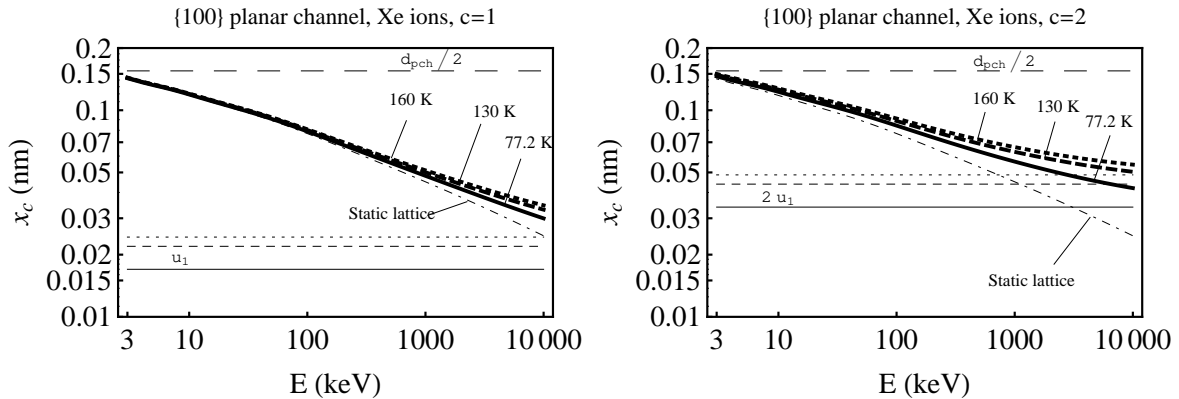 {100} planar channel, Xe ions, c=1
0.2
0.15
0.1
0.07
0.05
0.03
0.02
0.015
0.01
x_c (nm)
d_pch / 2
160 K
130 K
77.2 K
Static lattice
u_1
3 10 100 1000 10 000
E (keV)
{100} planar channel, Xe ions, c=2
0.2
0.15
0.1
0.07
0.05
0.03
0.02
0.015
0.01
x_c (nm)
d_pch / 2
160 K
130 K
77.2 K
2 u_1
Static lattice
3 10 100 1000 10 000
E (keV)